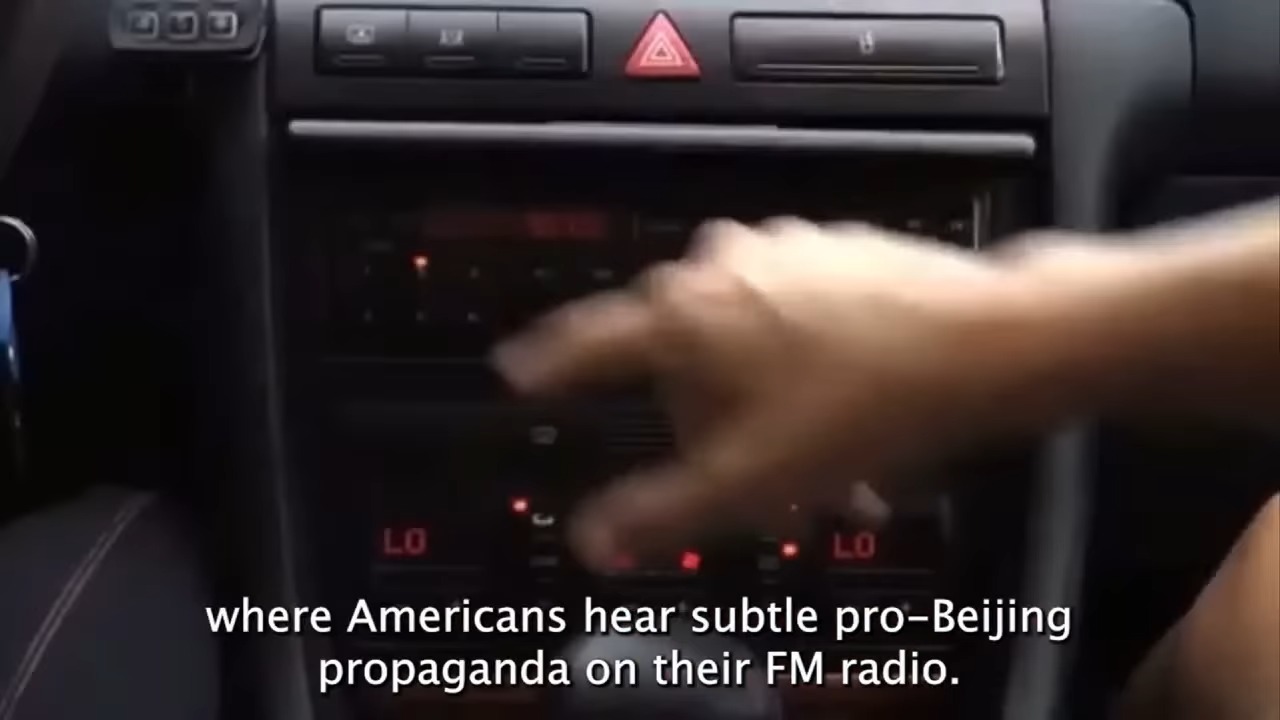 LO
LO
where Americans hear subtle pro-Beijing
propaganda on their FM radio.